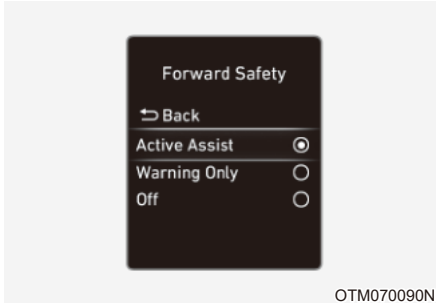 Forward Safety
Back
Active Assist
Warning Only
Off
OTM070090N